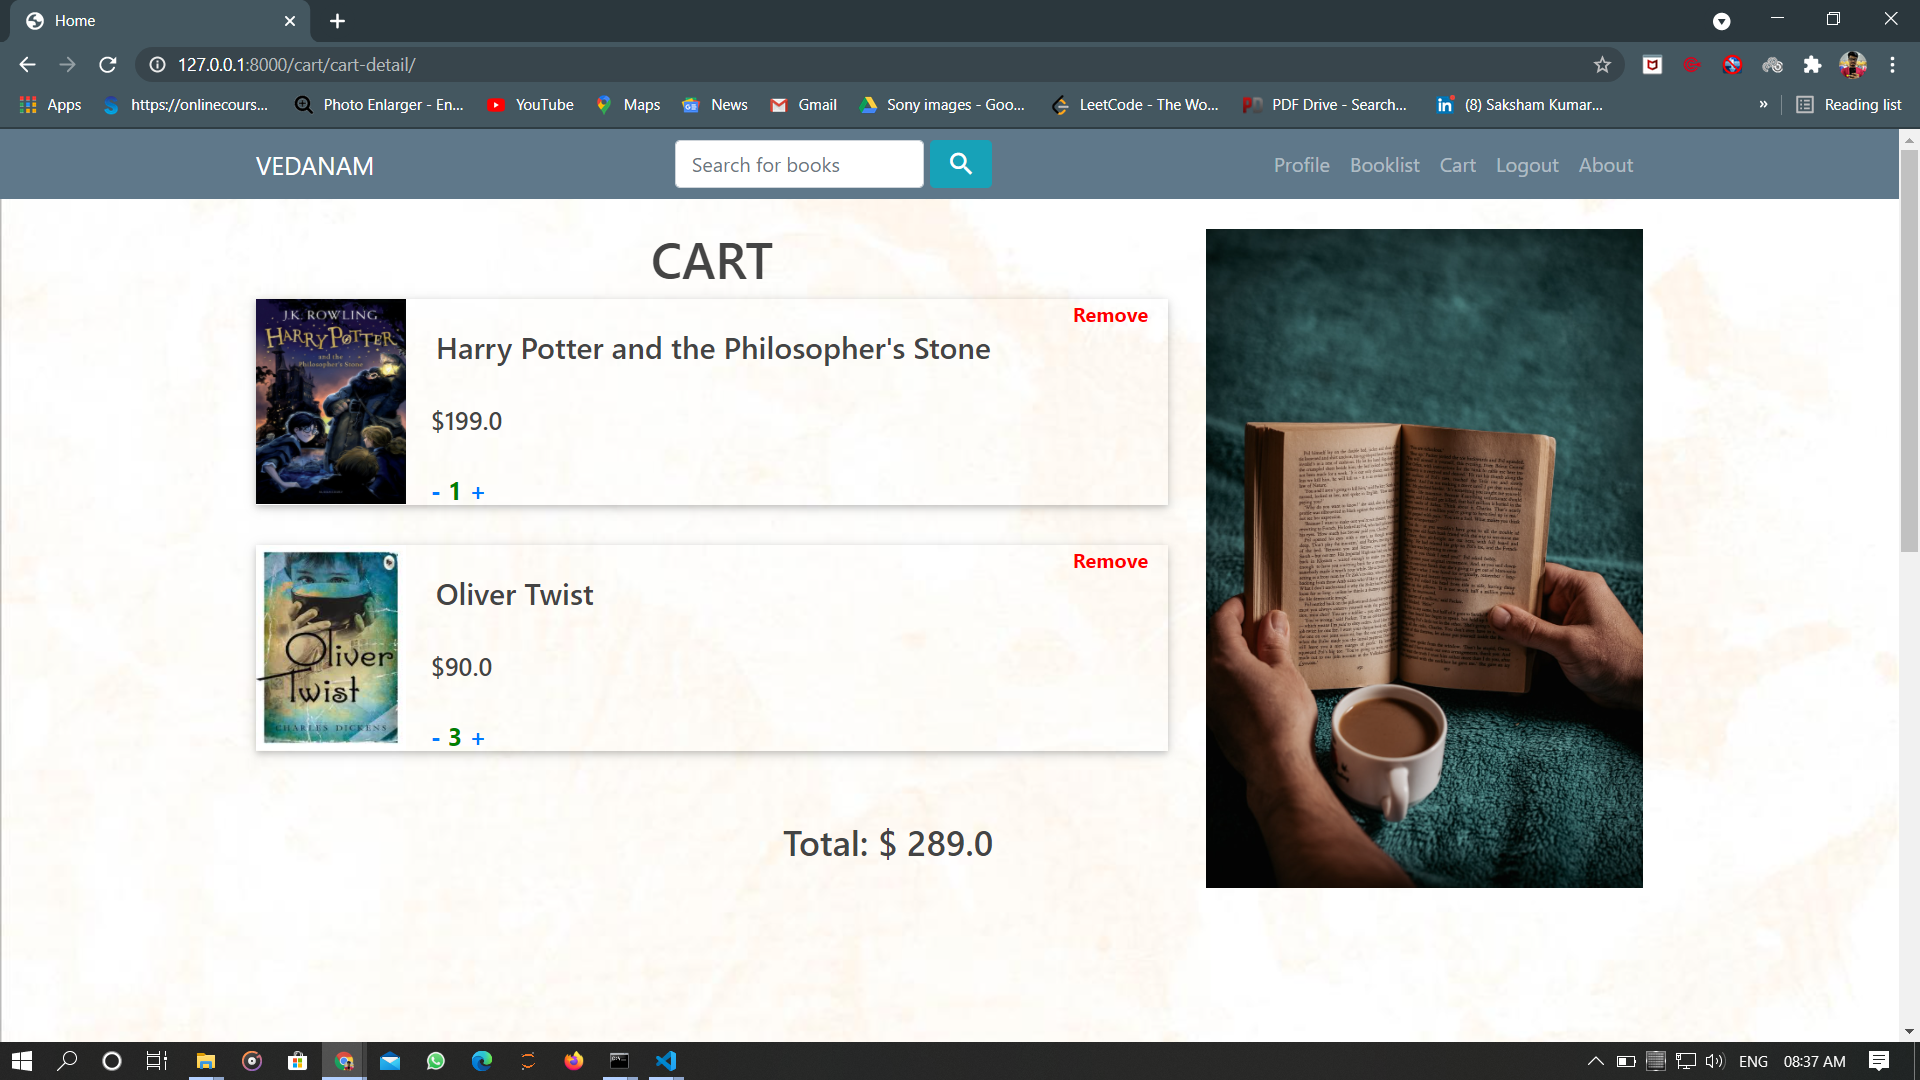 Home
127.0.0.1:8000/cart/cart-detail/
Apps https://onlinecours... Photo Enlarger - En... YouTube Maps News Gmail Sony images - Goo... LeetCode - The Wo... PDF Drive - Search... (8) Saksham Kumar... » Reading list
VEDANAM Search for books Profile Booklist Cart Logout About
CART
J.K. ROWLING
HARRY POTTER
and the
Philosopher's Stone
Remove
Harry Potter and the Philosopher's Stone
$199.0
- 1 +
Oliver
Twist
CHARLES DICKENS
Remove
Oliver Twist
$90.0
- 3 +
Total: $ 289.0
ENG 08:37 AM